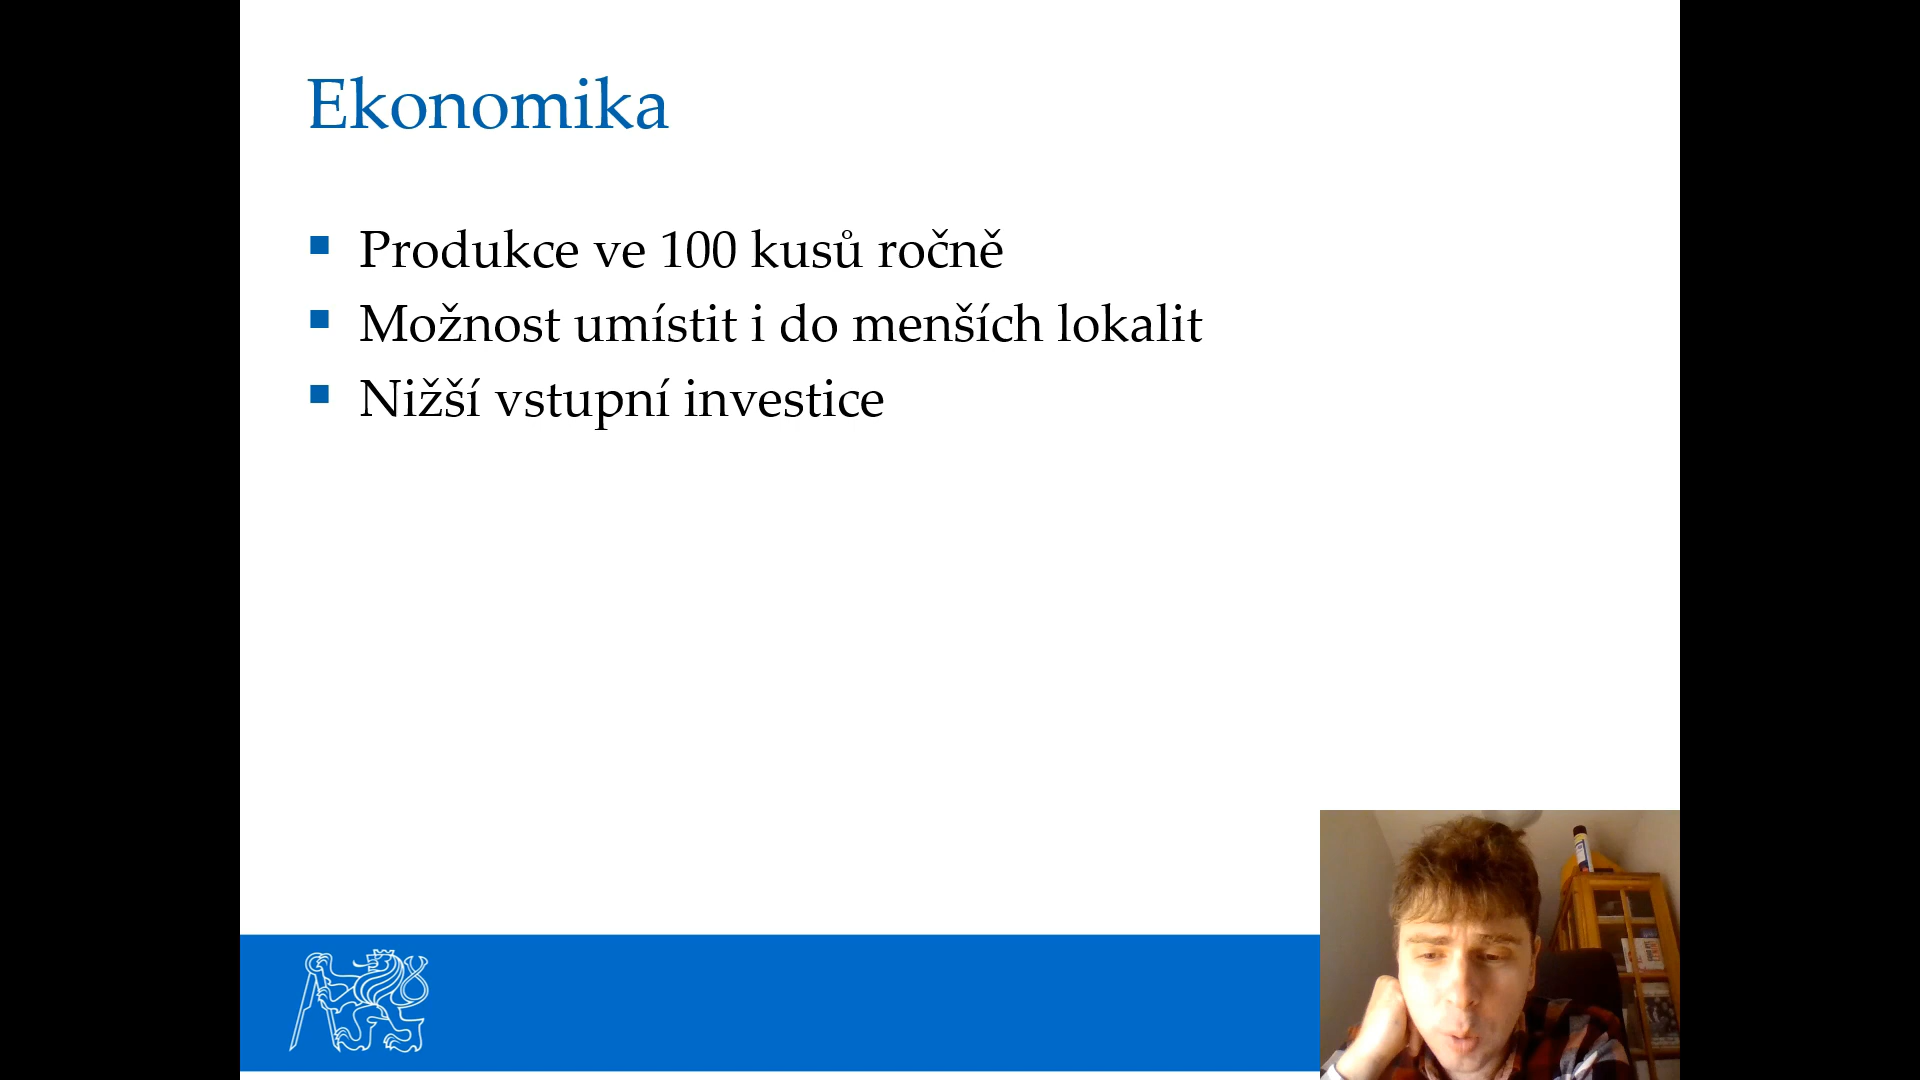 Ekonomika
Produkce ve 100 kusů ročně
Možnost umístit i do menších lokalit
Nižší vstupní investice